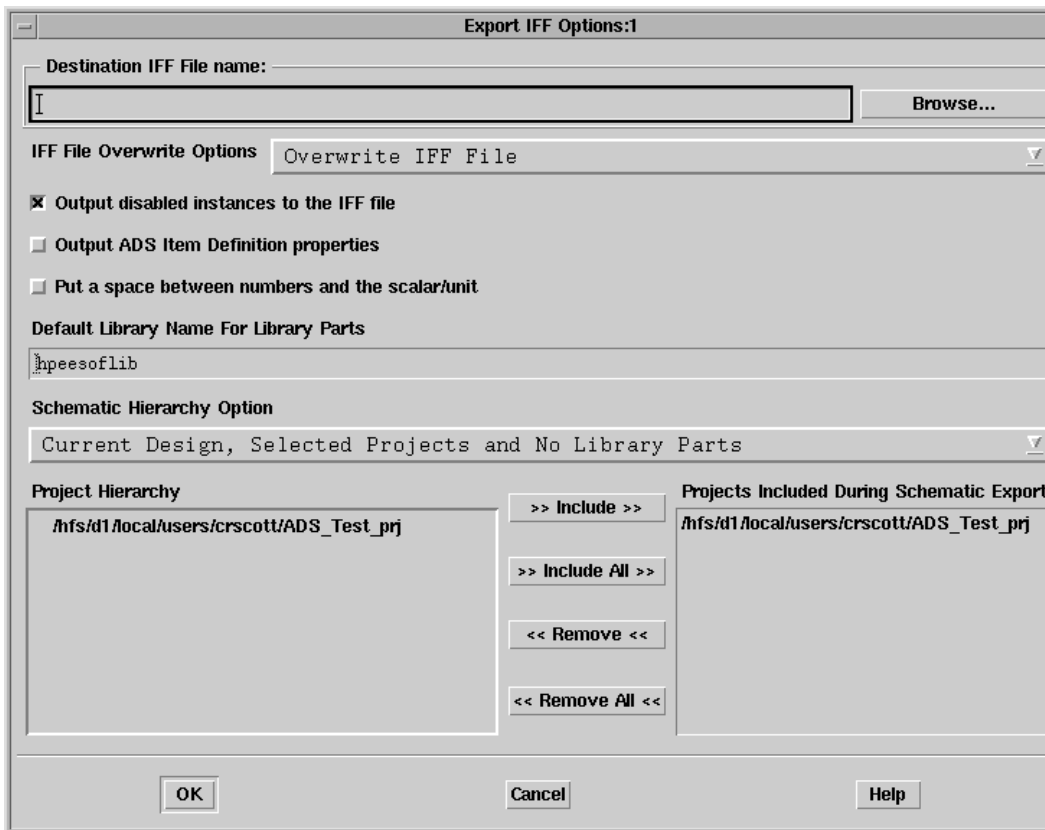 Export IFF Options:1
Destination IFF File name:
Browse...
IFF File Overwrite Options Overwrite IFF File
Output disabled instances to the IFF file
Output ADS Item Definition properties
Put a space between numbers and the scalar/unit
Default Library Name For Library Parts
hpeesoflib
Schematic Hierarchy Option
Current Design, Selected Projects and No Library Parts
Project Hierarchy
/hfs/d1/local/users/crscott/ADS_Test_prj
>> Include >>
>> Include All >>
<< Remove <<
<< Remove All <<
Projects Included During Schematic Export
/hfs/d1/local/users/crscott/ADS_Test_prj
OK
Cancel
Help